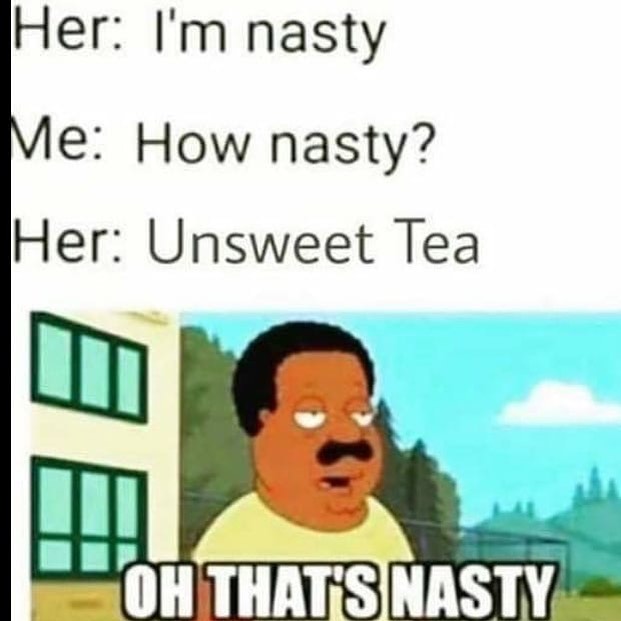 Her: I'm nasty
Me: How nasty?
Her: Unsweet Tea
OH THAT'S NASTY